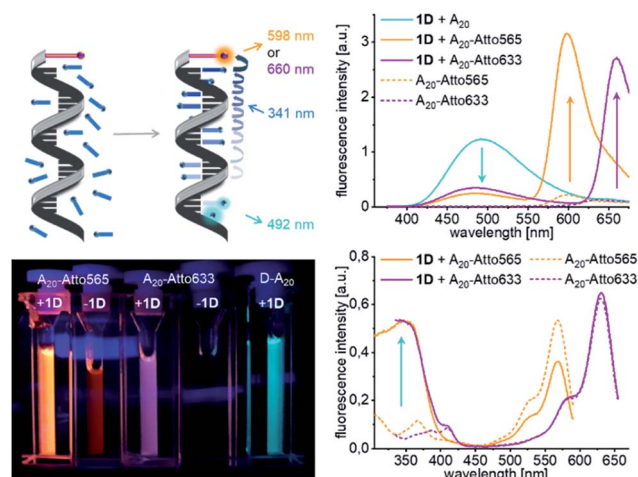 598 nm
or
660 nm
341 nm
492 nm
1D + A20
1D + A20-Atto565
1D + A20-Atto633
A20-Atto565
A20-Atto633
fluorescence intensity [a.u.]
3
2
1
0
400 500 600
wavelength [nm]
A20-Atto565 A20-Atto633 D-A20
+1D -1D +1D -1D +1D
1D + A20-Atto565 A20-Atto565
1D + A20-Atto633 A20-Atto633
fluorescence intensity [a.u.]
0,8
0,6
0,4
0,2
0,0
350 400 450 500 550 600 650
wavelength [nm]